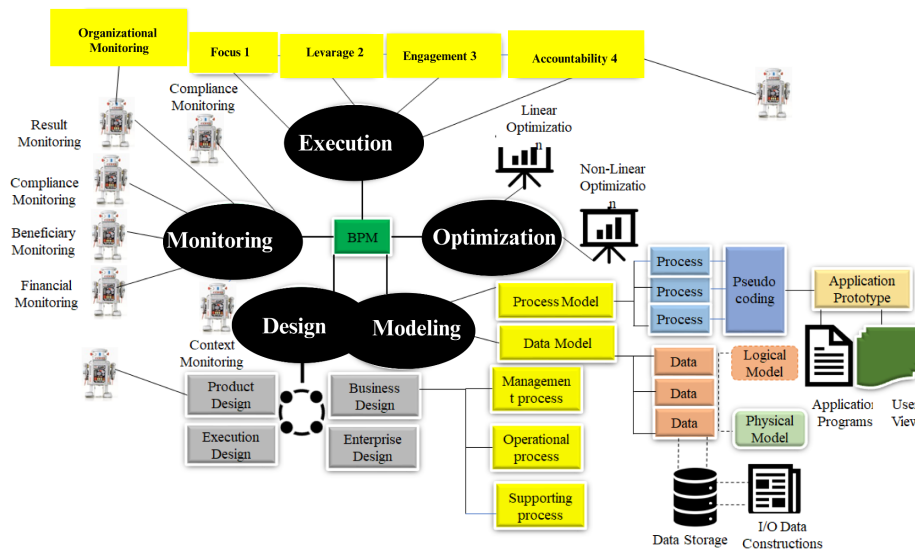 Organizational
Monitoring
Focus 1
Levarage 2
Engagement 3
Accountability 4
Compliance
Monitoring
Result
Monitoring
Compliance
Monitoring
Beneficiary
Monitoring
Financial
Monitoring
Context
Monitoring
Execution
Monitoring
BPM
Optimization
Design
Modeling
Linear
Optimizatio
n
Non-Linear
Optimization
n
Process Model
Data Model
Process
Process
Process
Pseudo
coding
Application
Prototype
Data
Data
Data
Logical
Model
Physical
Model
Application
Programs
User
View
Product
Design
Execution
Design
Business
Design
Enterprise
Design
Managemen
t process
Operational
process
Supporting
process
Data Storage
I/O Data
Constructions